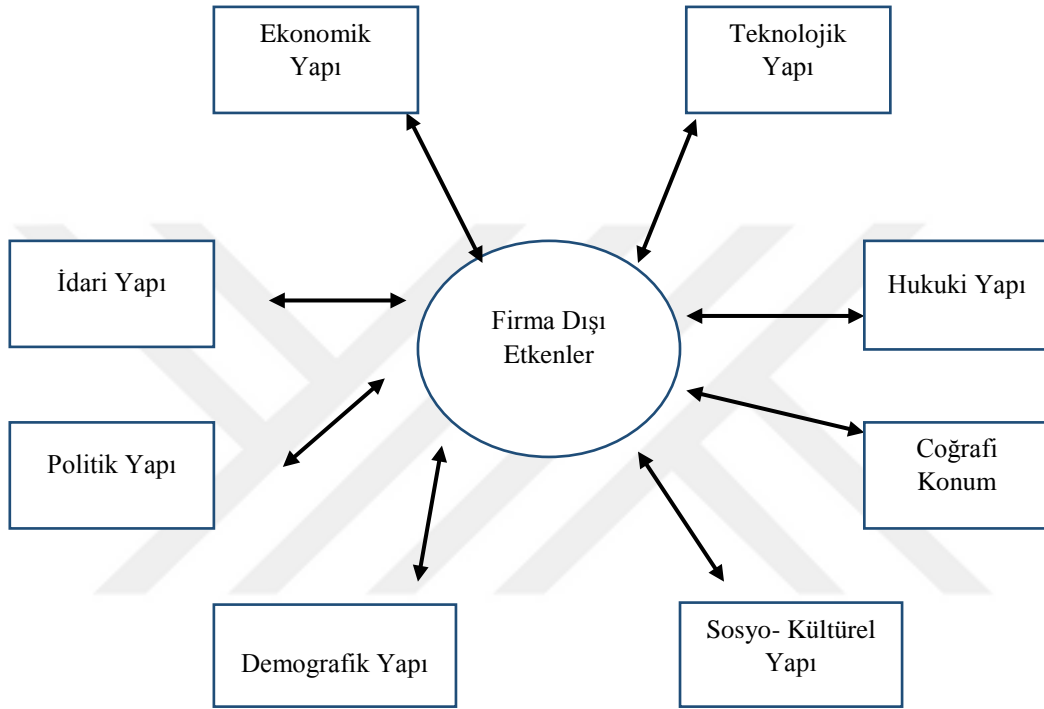 Ekonomik
Yapı
Teknolojik
Yapı
İdari Yapı
Firma Dışı
Etkenler
Hukuki Yapı
Politik Yapı
Coğrafi
Konum
Demografik Yapı
Sosyo- Kültürel
Yapı